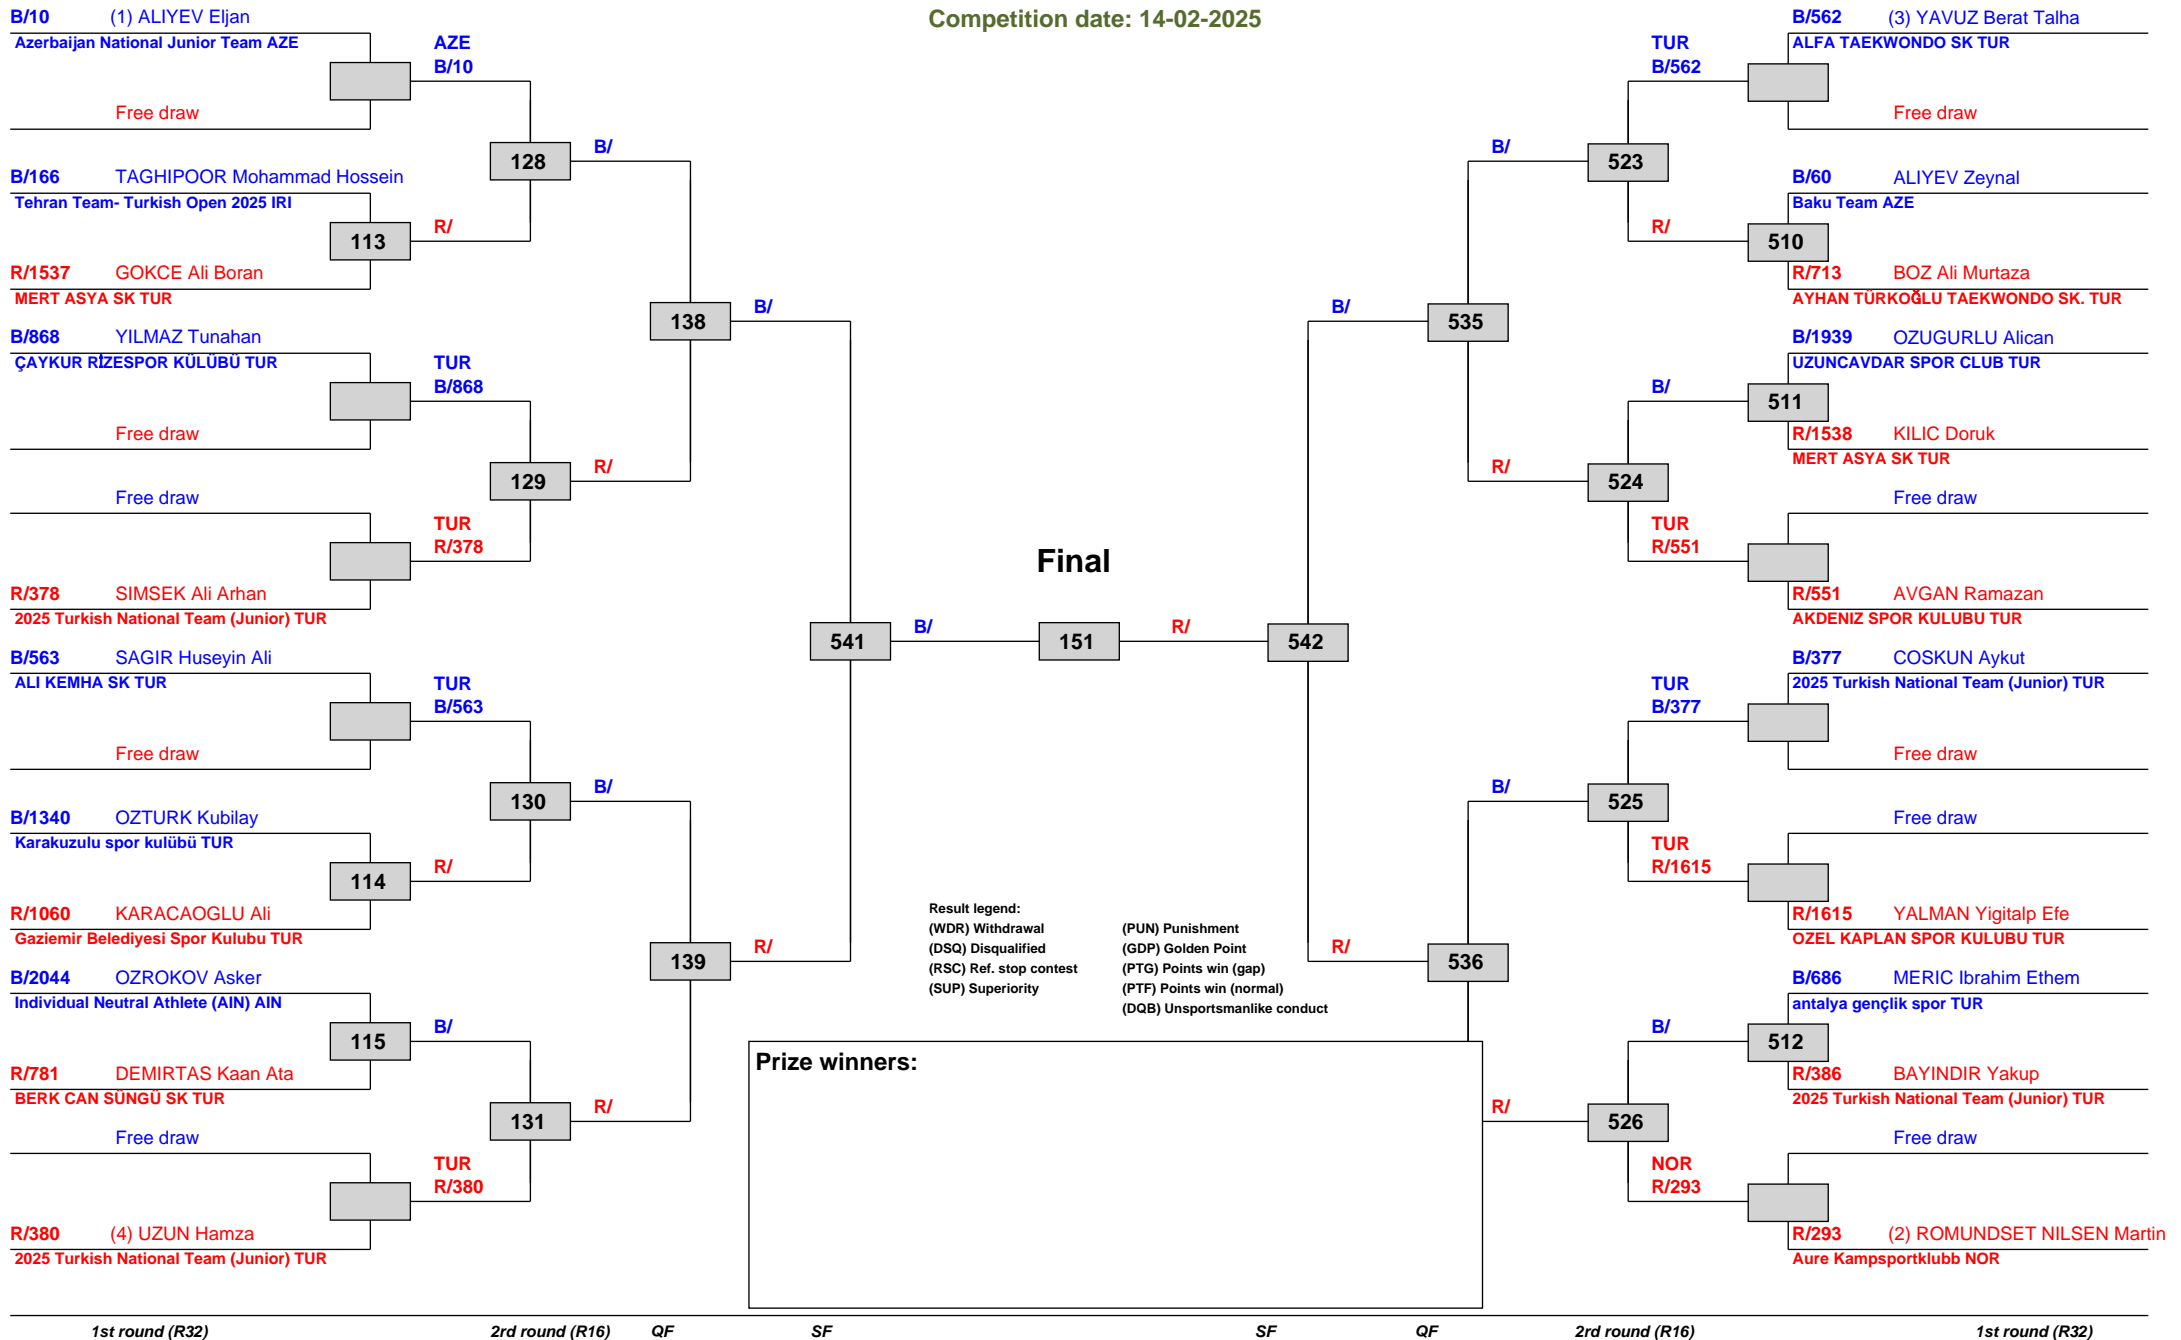 Competition date: 14-02-2025
B/10 (1) ALIYEV Eljan
Azerbaijan National Junior Team AZE
Free draw
AZE
B/10
B/166 TAGHIPOOR Mohammad Hossein
Tehran Team- Turkish Open 2025 IRI
113
R/1537 GOKCE Ali Boran
MERT ASYA SK TUR
R/
128
B/
B/868 YILMAZ Tunahan
ÇAYKUR RİZESPOR KÜLÜBÜ TUR
Free draw
TUR
B/868
Free draw
R/378 SIMSEK Ali Arhan
2025 Turkish National Team (Junior) TUR
TUR
R/378
129
R/
138
B/
B/563 SAGIR Huseyin Ali
ALI KEMHA SK TUR
Free draw
TUR
B/563
B/1340 OZTURK Kubilay
Karakuzulu spor kulübü TUR
114
R/1060 KARACAOGLU Ali
Gaziemir Belediyesi Spor Kulubu TUR
R/
130
B/
B/2044 OZROKOV Asker
Individual Neutral Athlete (AIN) AIN
115
R/781 DEMIRTAS Kaan Ata
BERK CAN SÜNGÜ SK TUR
B/
Free draw
R/380 (4) UZUN Hamza
2025 Turkish National Team (Junior) TUR
TUR
R/380
131
R/
139
R/
541
B/
Final
151
R/
542
B/
535
B/
523
TUR
B/562
B/562 (3) YAVUZ Berat Talha
ALFA TAEKWONDO SK TUR
Free draw
R/
510
B/60 ALIYEV Zeynal
Baku Team AZE
R/713 BOZ Ali Murtaza
AYHAN TÜRKOĞLU TAEKWONDO SK. TUR
R/
524
B/
511
B/1939 OZUGURLU Alican
UZUNCAVDAR SPOR CLUB TUR
R/1538 KILIC Doruk
MERT ASYA SK TUR
TUR
R/551
Free draw
R/551 AVGAN Ramazan
AKDENIZ SPOR KULUBU TUR
R/
536
B/
525
TUR
B/377
B/377 COSKUN Aykut
2025 Turkish National Team (Junior) TUR
Free draw
TUR
R/1615
Free draw
R/1615 YALMAN Yigitalp Efe
OZEL KAPLAN SPOR KULUBU TUR
R/
526
B/
512
B/686 MERIC Ibrahim Ethem
antalya gençlik spor TUR
R/386 BAYINDIR Yakup
2025 Turkish National Team (Junior) TUR
NOR
R/293
Free draw
R/293 (2) ROMUNDSET NILSEN Martin
Aure Kampsportklubb NOR
Result legend:
(WDR) Withdrawal (PUN) Punishment
(DSQ) Disqualified (GDP) Golden Point
(RSC) Ref. stop contest (PTG) Points win (gap)
(SUP) Superiority (PTF) Points win (normal)
(DQB) Unsportsmanlike conduct
Prize winners:
1st round (R32) 2rd round (R16) QF SF SF QF 2rd round (R16) 1st round (R32)